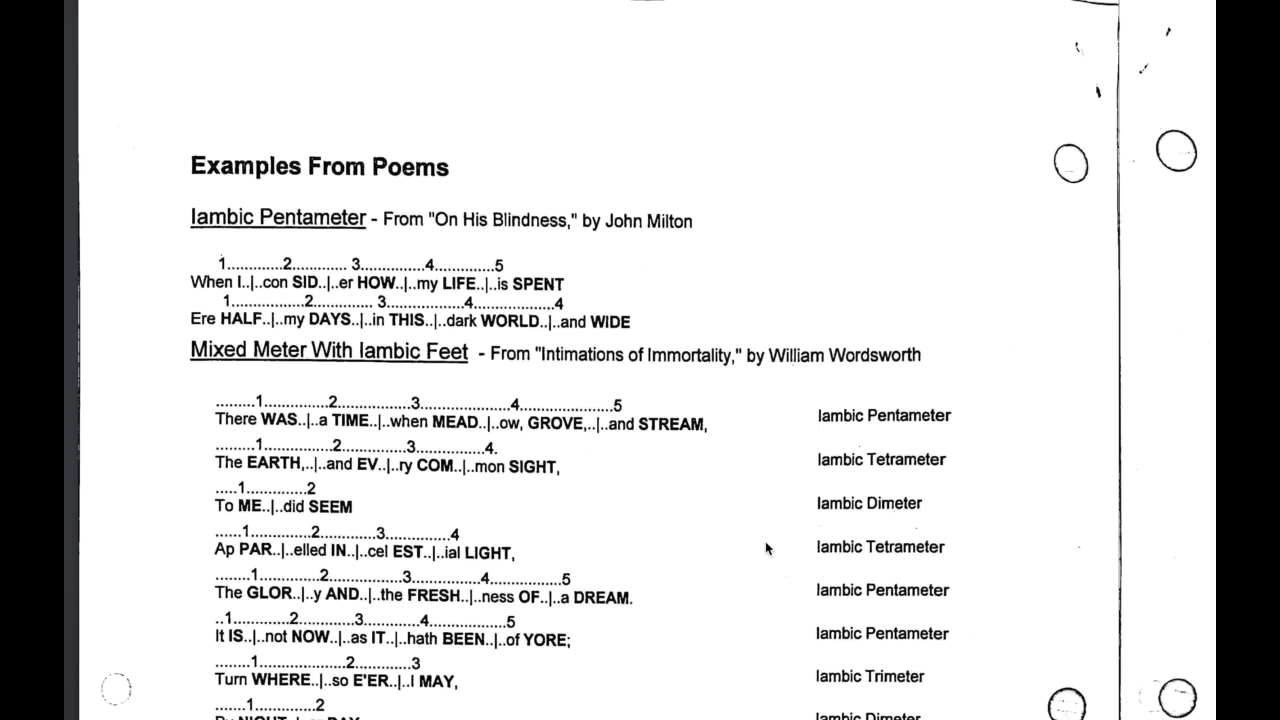 Examples From Poems
Iambic Pentameter - From "On His Blindness," by John Milton
1............2............ 3.............4.............5
When I..|..con SID..|..er HOW..|..my LIFE..|..is SPENT
1................2.............. 3................4..................4
Ere HALF..|..my DAYS..|..in THIS..|..dark WORLD..|..and WIDE
Mixed Meter With Iambic Feet - From "Intimations of Immortality," by William Wordsworth
.........1..............2................3....................4.....................5
There WAS..|..a TIME..|..when MEAD..|..ow, GROVE,..|..and STREAM, Iambic Pentameter
.........1...............2...............3...............4.
The EARTH,..|..and EV..|..ry COM..|..mon SIGHT, Iambic Tetrameter
.....1.............2
To ME..|..did SEEM Iambic Dimeter
......1.............2............3..............4
Ap PAR..|..elled IN..|..cel EST..|..ial LIGHT, Iambic Tetrameter
........1..............2................3................4................5
The GLOR..|..y AND..|..the FRESH..|..ness OF..|..a DREAM. Iambic Pentameter
..1.............2............3............4.................5
It IS..|..not NOW..|..as IT..|..hath BEEN..|..of YORE; Iambic Pentameter
........1...................2............3
Turn WHERE..|..so E'ER..|..I MAY, Iambic Trimeter
.......1..............2
Iambic Dimeter